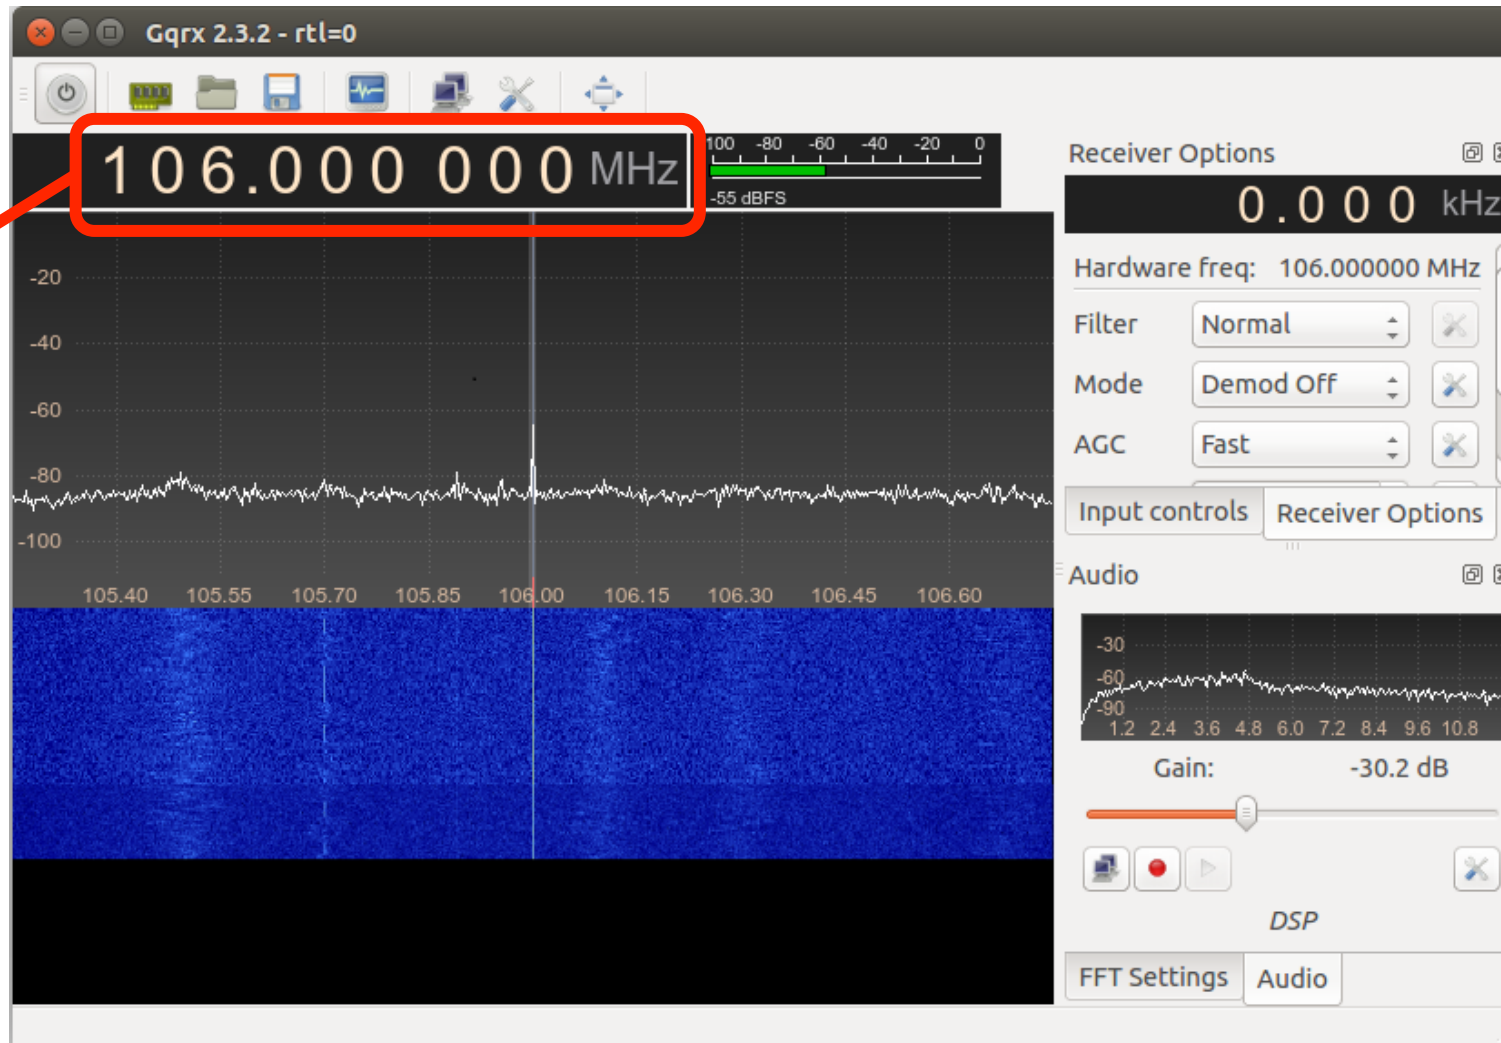 Gqrx 2.3.2 - rtl=0
106.000 000 MHz
100 -80 -60 -40 -20 0
-55 dBFS
-20
-40
-60
-80
-100
105.40 105.55 105.70 105.85 106.00 106.15 106.30 106.45 106.60
Receiver Options
0.000 kHz
Hardware freq: 106.000000 MHz
Filter Normal
Mode Demod Off
AGC Fast
Input controls Receiver Options
Audio
-30
-60
-90
1.2 2.4 3.6 4.8 6.0 7.2 8.4 9.6 10.8
Gain: -30.2 dB
DSP
FFT Settings Audio